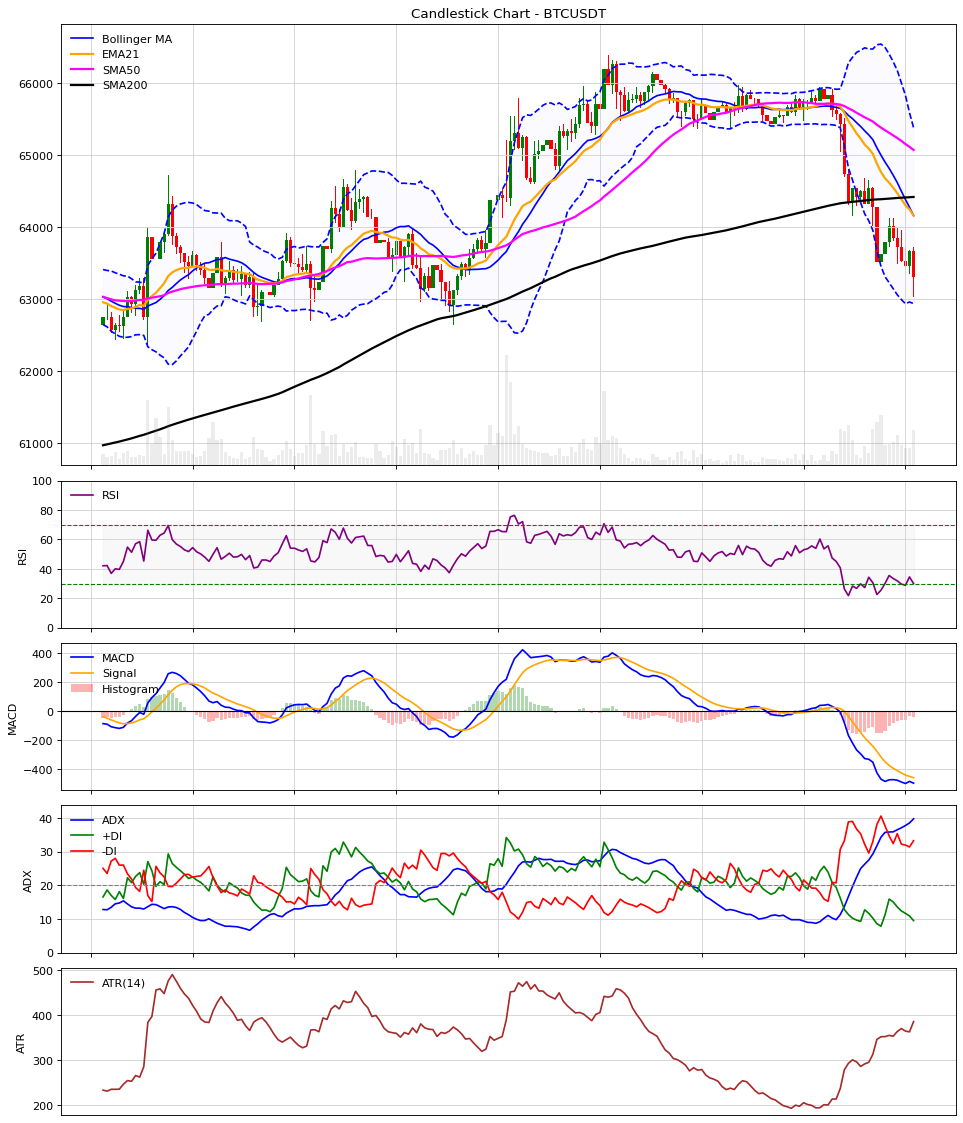 Candlestick Chart - BTCUSDT
Bollinger MA
EMA21
SMA50
SMA200
66000
65000
64000
63000
62000
61000
RSI
RSI
100
80
60
40
20
0
MACD
Signal
Histogram
MACD
400
200
0
−200
−400
ADX
+DI
-DI
ADX
40
30
20
10
0
ATR(14)
ATR
500
400
300
200